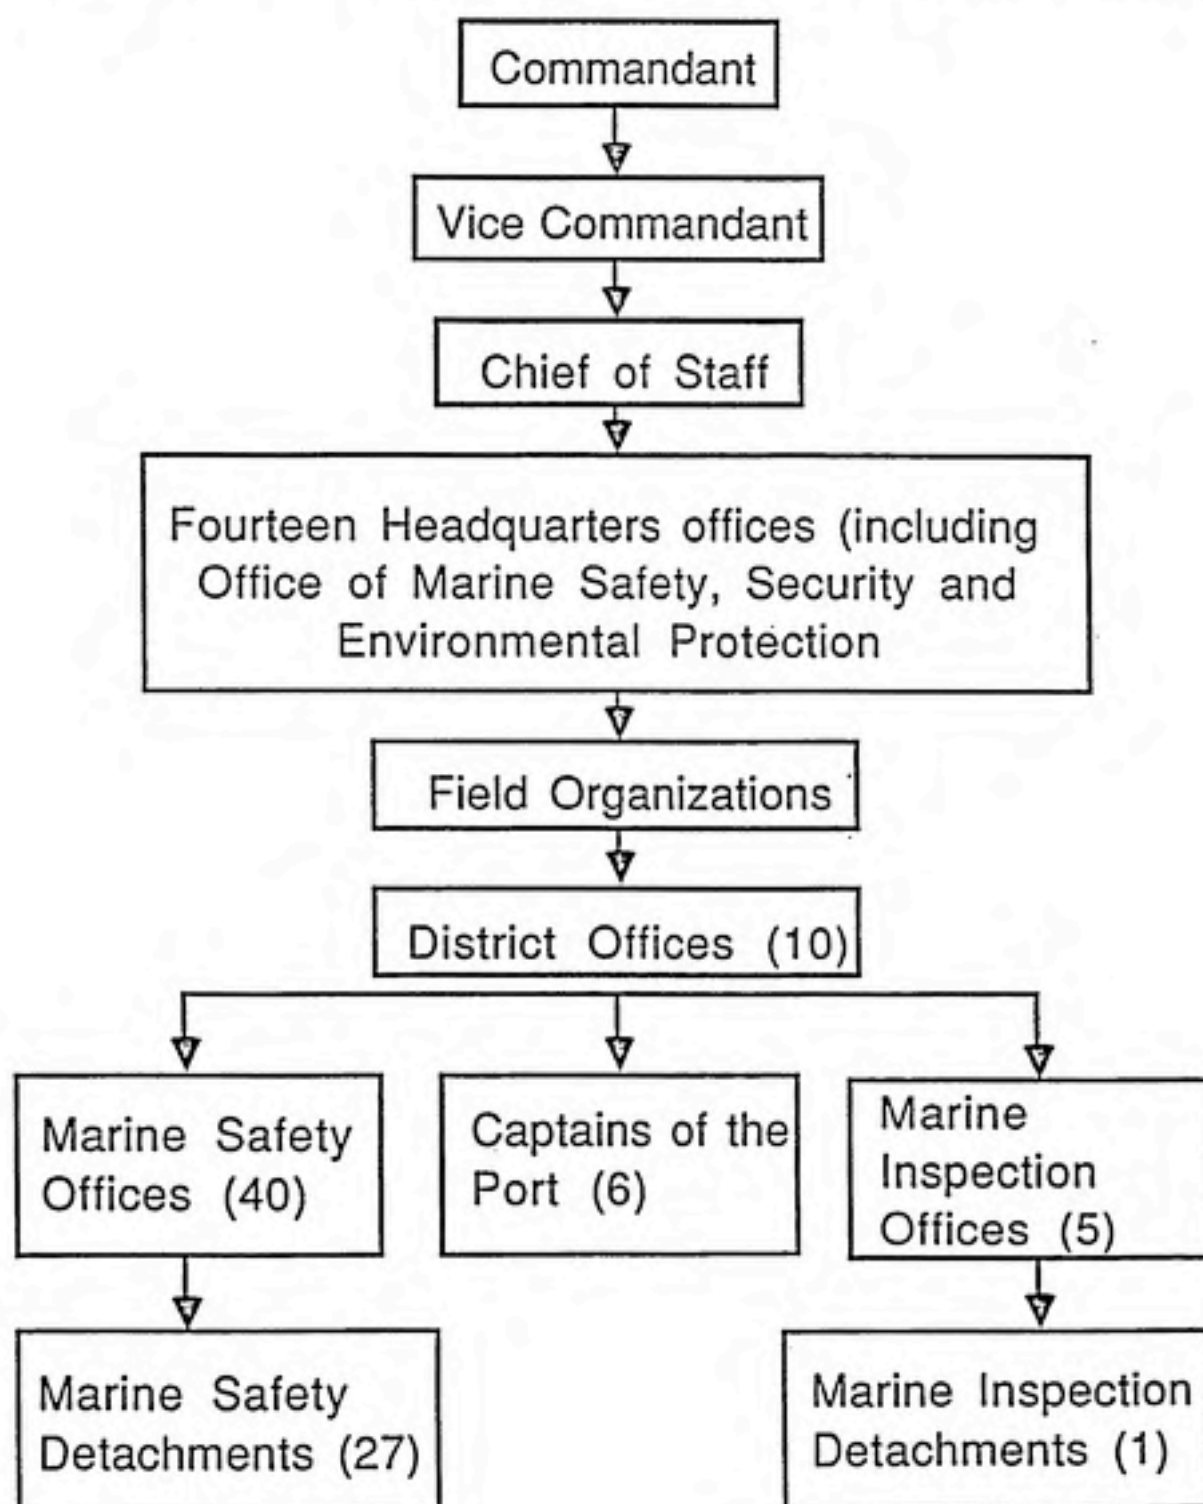 Commandant
Vice Commandant
Chief of Staff
Fourteen Headquarters offices (including
Office of Marine Safety, Security and
Environmental Protection
Field Organizations
District Offices (10)
Marine Safety
Offices (40)
Captains of the
Port (6)
Marine
Inspection
Offices (5)
Marine Safety
Detachments (27)
Marine Inspection
Detachments (1)